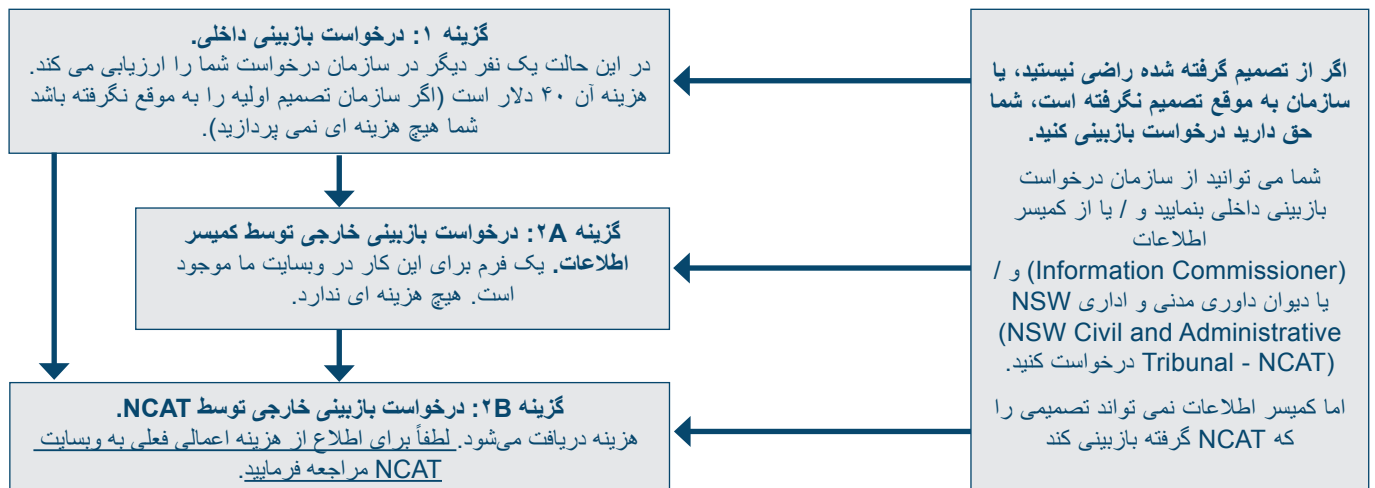 اگر از تصمیم گرفته شده راضی نیستید، یا
سازمان به موقع تصمیم نگرفته است، شما
حق دارید درخواست بازبینی کنید.
شما می توانید از سازمان درخواست
بازبینی داخلی بنمایید و / یا از کمیسر
اطلاعات
(Information Commissioner) و /
یا دیوان داوری مدنی و اداری NSW
(NSW Civil and Administrative
Tribunal - NCAT) درخواست کنید.
اما کمیسر اطلاعات نمی تواند تصمیمی را
که NCAT گرفته بازبینی کند
گزینه ۱: درخواست بازبینی داخلی.
در این حالت یک نفر دیگر در سازمان درخواست شما را ارزیابی می کند.
هزینه آن ۴۰ دلار است (اگر سازمان تصمیم اولیه را به موقع نگرفته باشد
شما هیچ هزینه ای نمی پردازید).
گزینه ۲A: درخواست بازبینی خارجی توسط کمیسر
اطلاعات. یک فرم برای این کار در وبسایت ما موجود
است. هیچ هزینه ای ندارد.
گزینه ۲B: درخواست بازبینی خارجی توسط NCAT.
هزینه دریافت می‌شود. لطفاً برای اطلاع از هزینه اعمالی فعلی به وبسایت
NCAT مراجعه فرمایید.